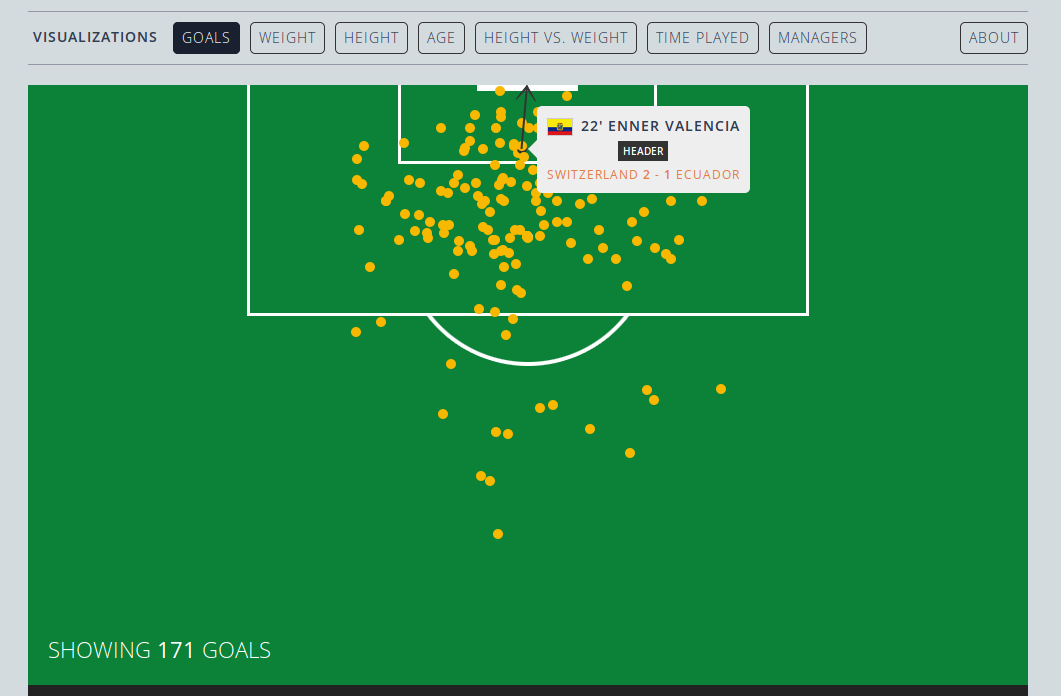 VISUALIZATIONS GOALS WEIGHT HEIGHT AGE HEIGHT VS. WEIGHT TIME PLAYED MANAGERS ABOUT
22' ENNER VALENCIA
HEADER
SWITZERLAND 2 - 1 ECUADOR
SHOWING 171 GOALS